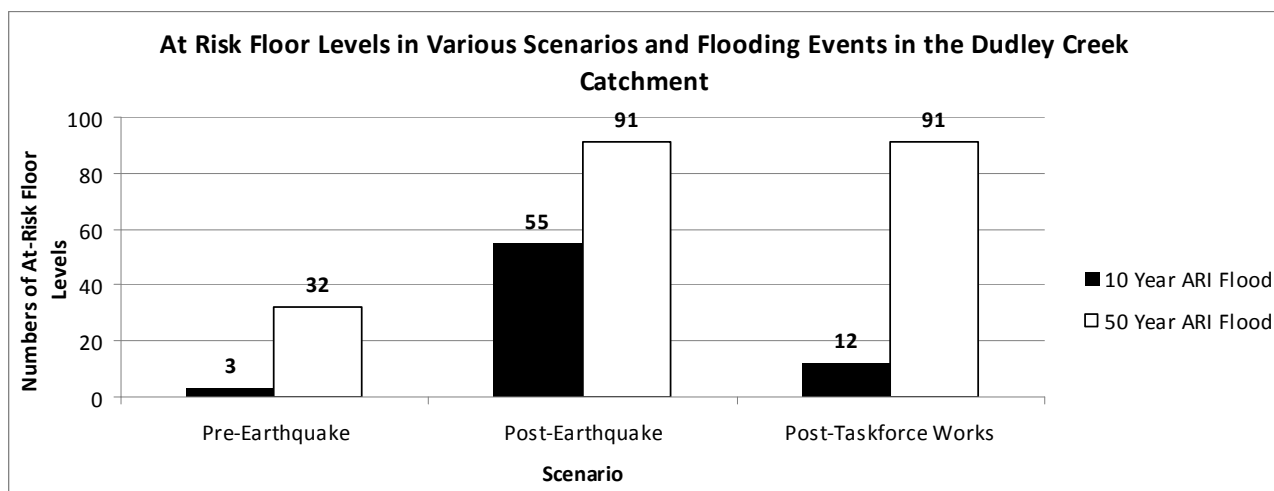 At Risk Floor Levels in Various Scenarios and Flooding Events in the Dudley Creek
Catchment
Numbers of At-Risk Floor
Levels
100
80
60
40
20
0
3
32
55
91
12
91
Pre-Earthquake
Post-Earthquake
Post-Taskforce Works
Scenario
10 Year ARI Flood
50 Year ARI Flood